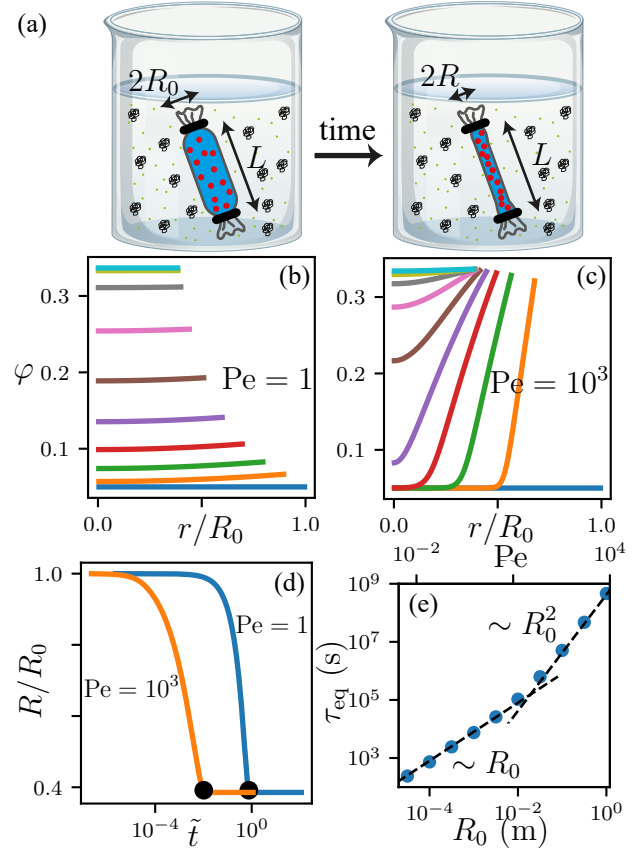 (a)
2R₀
L
time
2R
L
(b)
0.3
0.2
0.1
φ
Pe = 1
0.0
1.0
r/R₀
(c)
0.3
0.2
0.1
Pe = 10³
0.0
1.0
r/R₀
(d)
1.0
0.4
R/R₀
Pe = 1
Pe = 10³
10⁻⁴
10⁰
t̃
10⁻²
10⁴
Pe
(e)
10⁹
10⁷
10⁵
10³
τ_eq (s)
~ R₀²
~ R₀
10⁻⁴
10⁻²
10⁰
R₀ (m)